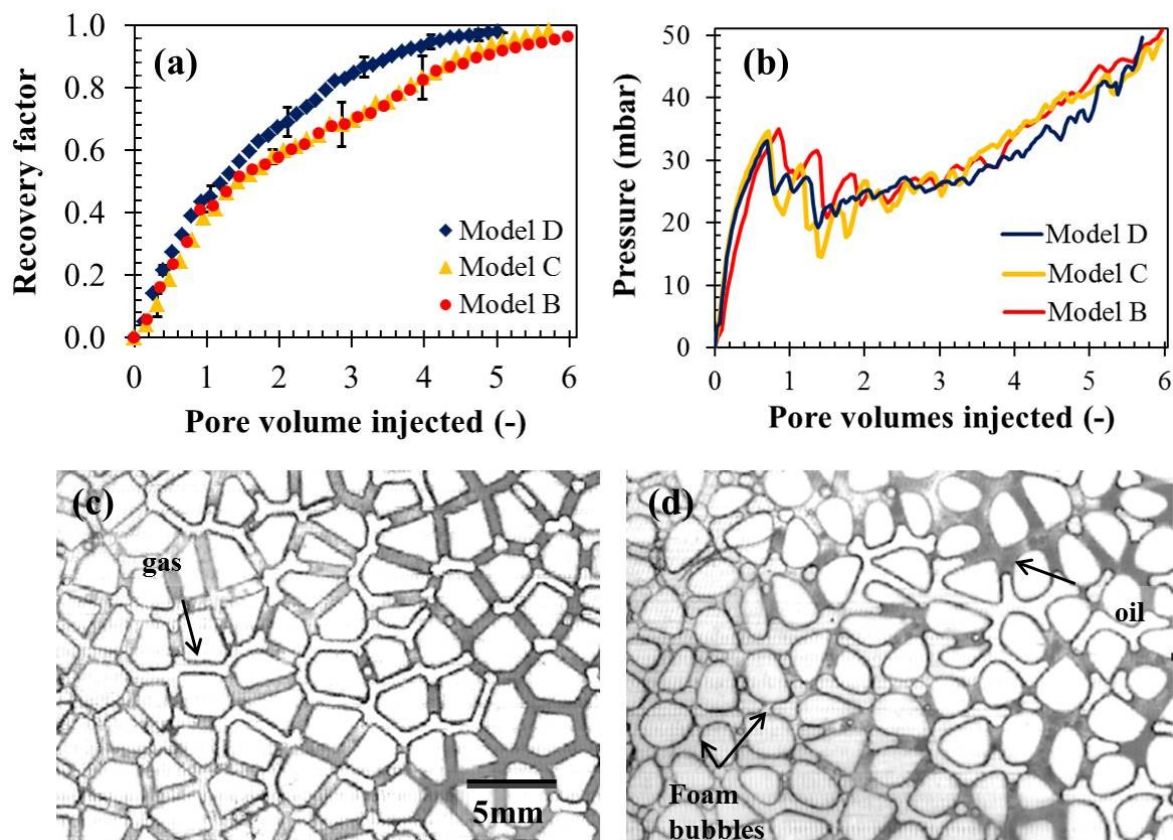 (a)
Recovery factor
1.0
0.8
0.6
0.4
0.2
0.0
0
1
2
3
4
5
6
Pore volume injected (-)
Model D
Model C
Model B
(b)
Pressure (mbar)
50
40
30
20
10
0
0
1
2
3
4
5
6
Pore volumes injected (-)
Model D
Model C
Model B
(c)
gas
5mm
(d)
oil
Foam
bubbles